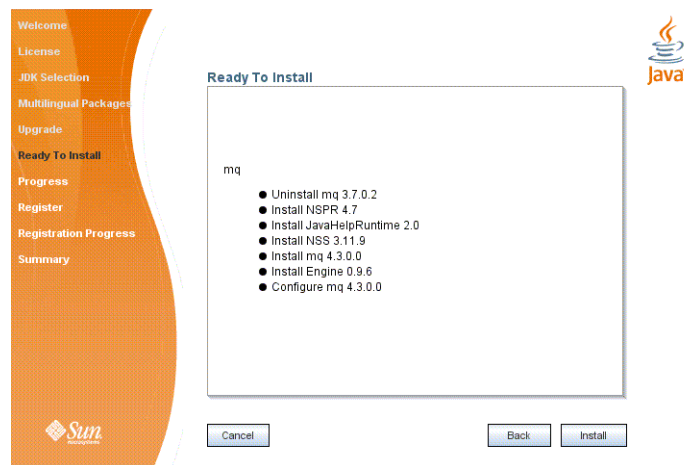 Welcome
License
JDK Selection
Multilingual Packages
Upgrade
Ready To Install
Progress
Register
Registration Progress
Summary
Sun
microsystems
Java
Ready To Install
mq
● Uninstall mq 3.7.0.2
● Install NSPR 4.7
● Install JavaHelpRuntime 2.0
● Install NSS 3.11.9
● Install mq 4.3.0.0
● Install Engine 0.9.6
● Configure mq 4.3.0.0
Cancel
Back
Install